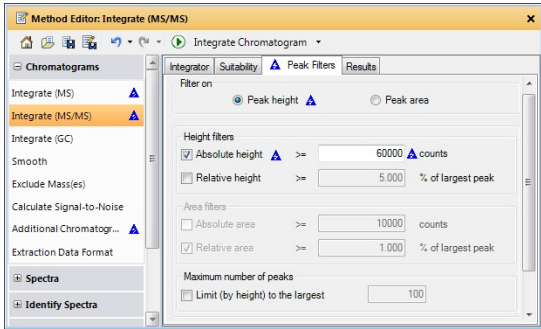 Method Editor: Integrate (MS/MS)
Integrate Chromatogram
Chromatograms
Integrate (MS)
Integrate (MS/MS)
Integrate (GC)
Smooth
Exclude Mass(es)
Calculate Signal-to-Noise
Additional Chromatogr...
Extraction Data Format
Spectra
Identify Spectra
Integrator Suitability Peak Filters Results
Filter on
Peak height Peak area
Height filters
Absolute height >= 60000 counts
Relative height >= 5.000 % of largest peak
Area filters
Absolute area >= 10000 counts
Relative area >= 1.000 % of largest peak
Maximum number of peaks
Limit (by height) to the largest 100